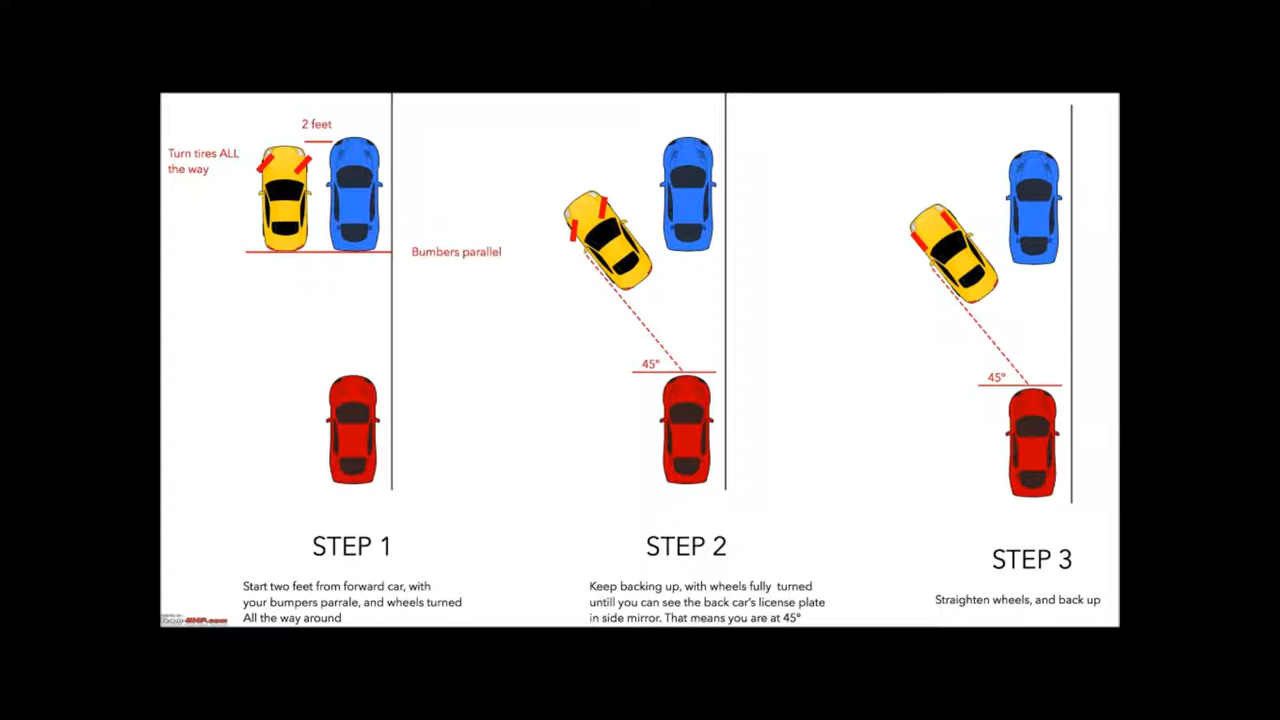 2 feet
Turn tires ALL
the way
Bumbers parallel
45°
45°
STEP 1
STEP 2
STEP 3
Start two feet from forward car, with
your bumpers parrale, and wheels turned
All the way around
Keep backing up, with wheels fully turned
untill you can see the back car's license plate
in side mirror. That means you are at 45°
Straighten wheels, and back up